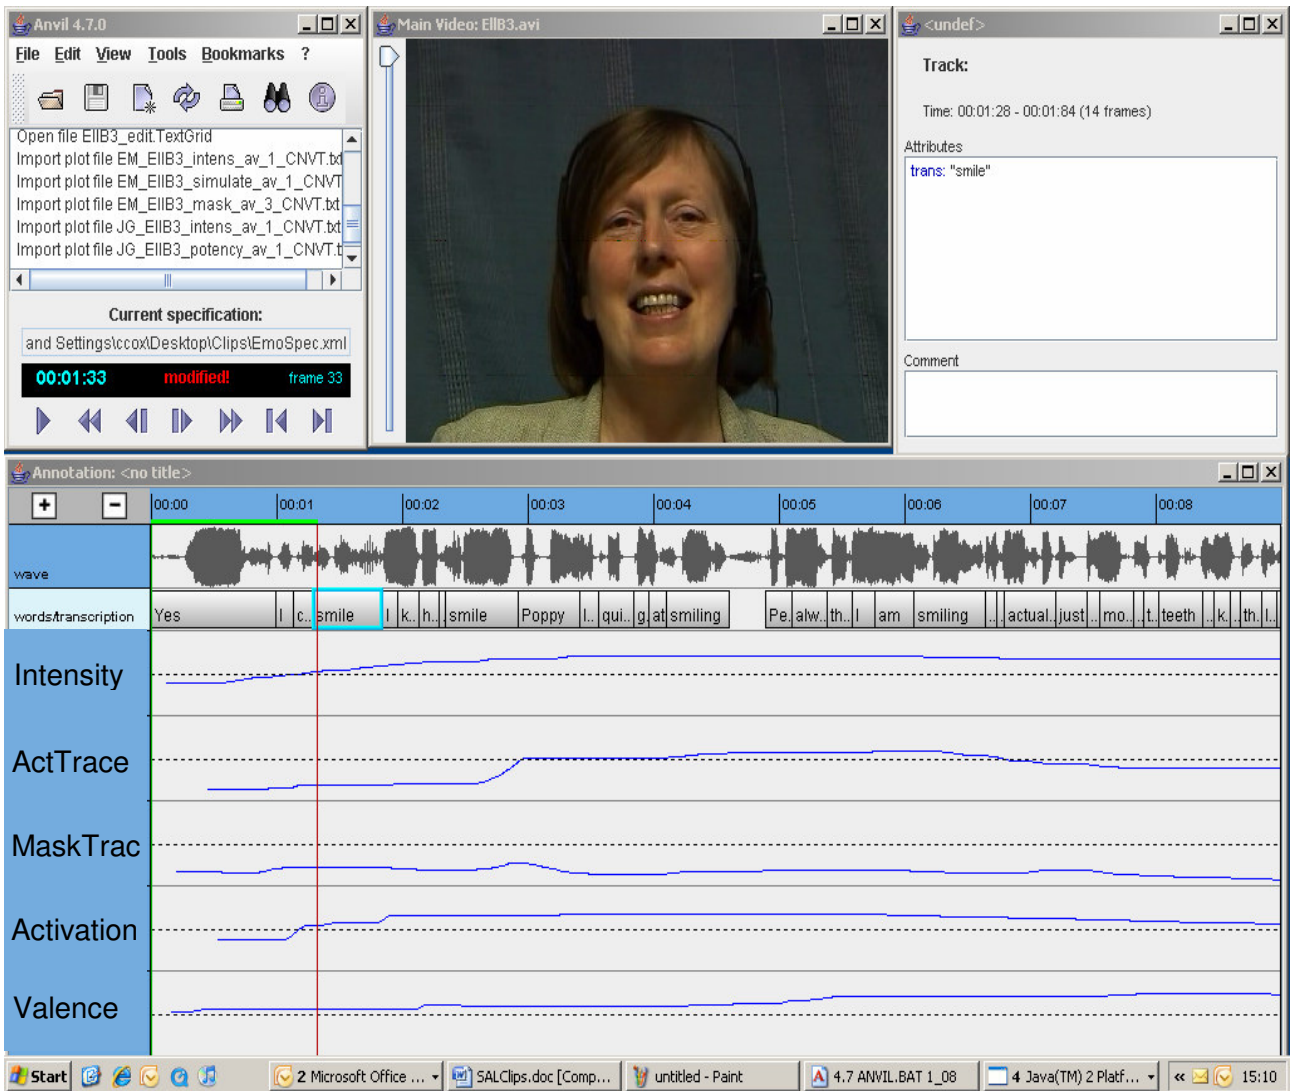 Anvil 4.7.0
File Edit View Tools Bookmarks ?
Open file EllB3_edit.TextGrid
Import plot file EM_EllB3_intens_av_1_CNVT.txt
Import plot file EM_EllB3_simulate_av_1_CNVT
Import plot file EM_EllB3_mask_av_3_CNVT.txt
Import plot file JG_EllB3_intens_av_1_CNVT.txt
Import plot file JG_EllB3_potency_av_1_CNVT.t
Current specification:
and Settings\ccox\Desktop\Clips\EmoSpec.xml
00:01:33 modified! frame 33
Main Video: EllB3.avi
<undef>
Track:
Time: 00:01:28 - 00:01:84 (14 frames)
Attributes
trans: "smile"
Comment
Annotation: <no title>
+ -
00:00 00:01 00:02 00:03 00:04 00:05 00:06 00:07 00:08
wave
words/transcription Yes I c.. smile I k.. h.. . smile Poppy I.. qui.. g. at smiling Pe. alw.. th.. I am smiling .. . actual.. just .. mo.. . t.. teeth .. k. . th. I..
Intensity
ActTrace
MaskTrac
Activation
Valence
Start 2 Microsoft Office ... SALClips.doc [Comp... untitled - Paint 4.7 ANVIL.BAT 1_08 4 Java(TM) 2 Platf... « 15:10